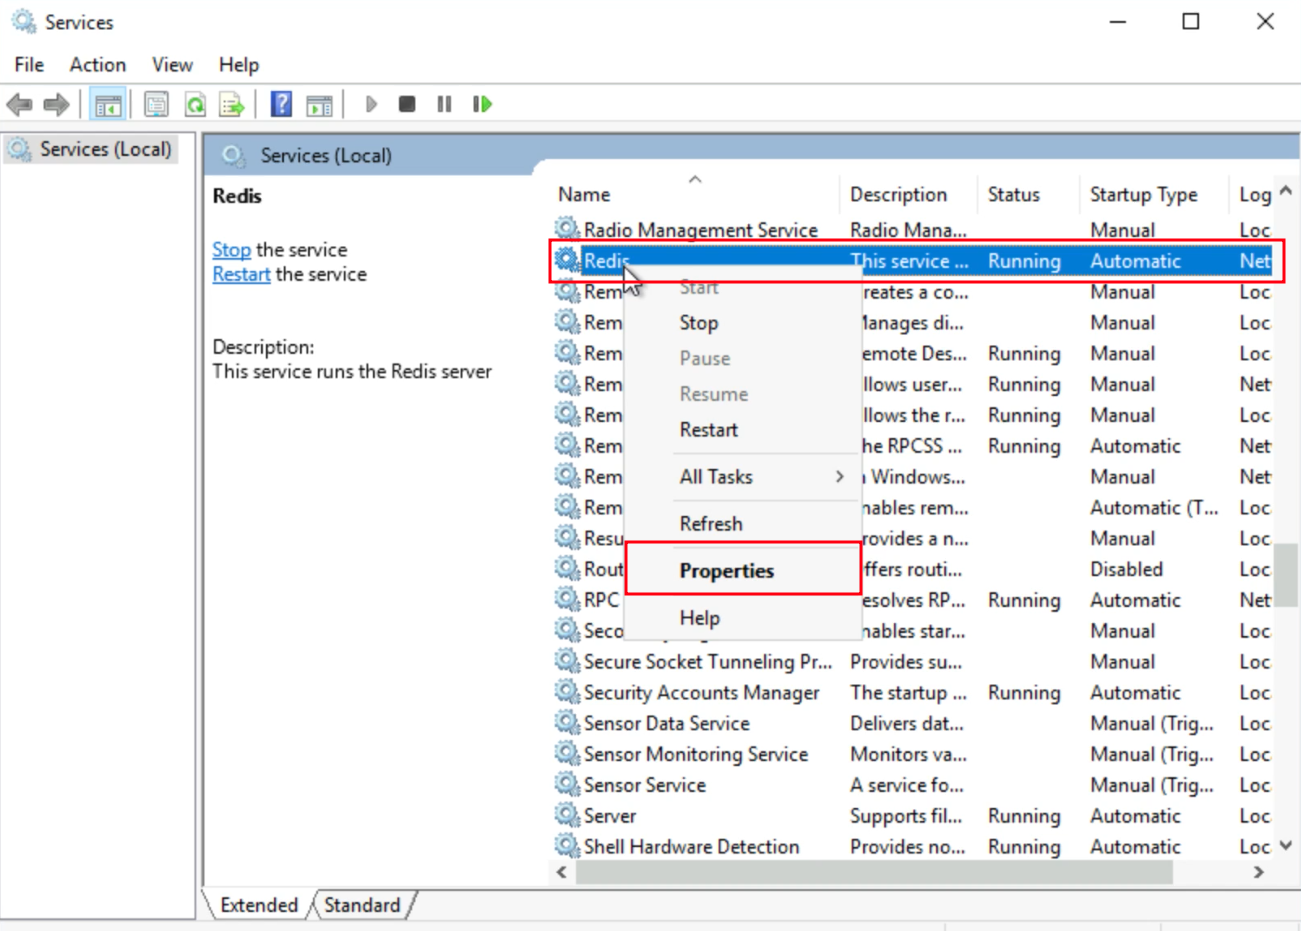 Services
File Action View Help
Services (Local)
Services (Local)
Redis
Stop the service
Restart the service
Description:
This service runs the Redis server
Name Description Status Startup Type Log
Radio Management Service Radio Mana... Manual Loc
Redis This service ... Running Automatic Net
Rem reates a co... Manual Loc
Rem anages di... Manual Loc
Rem emote Des... Running Manual Loc
Rem llows user... Running Manual Net
Rem llows the r... Running Manual Loc
Rem he RPCSS ... Running Automatic Net
Rem Windows... Manual Net
Rem nables rem... Automatic (T... Loc
Resu rovides a n... Manual Loc
Rout ffers routi... Disabled Loc
RPC esolves RP... Running Automatic Net
Seco nables star... Manual Loc
Secure Socket Tunneling Pr... Provides su... Manual Loc
Security Accounts Manager The startup ... Running Automatic Loc
Sensor Data Service Delivers dat... Manual (Trig... Loc
Sensor Monitoring Service Monitors va... Manual (Trig... Loc
Sensor Service A service fo... Manual (Trig... Loc
Server Supports fil... Running Automatic Loc
Shell Hardware Detection Provides no... Running Automatic Loc
Start
Stop
Pause
Resume
Restart
All Tasks
Refresh
Properties
Help
Extended Standard